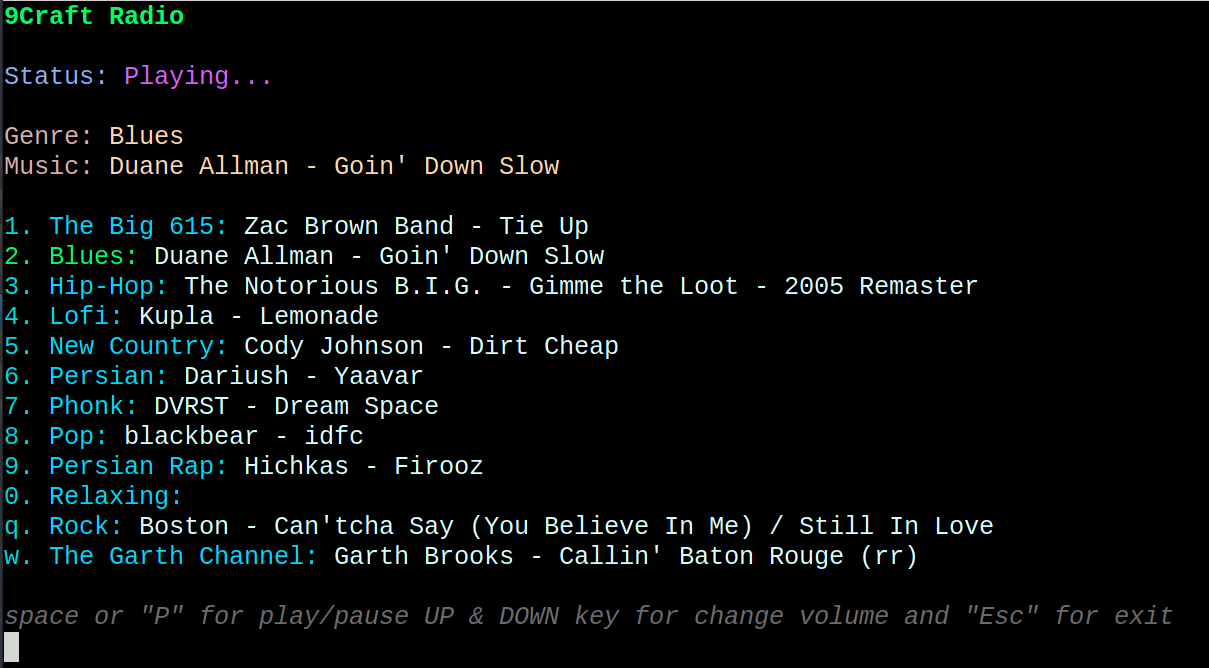 9Craft Radio
Status: Playing...
Genre: Blues
Music: Duane Allman - Goin' Down Slow
1. The Big 615: Zac Brown Band - Tie Up
2. Blues: Duane Allman - Goin' Down Slow
3. Hip-Hop: The Notorious B.I.G. - Gimme the Loot - 2005 Remaster
4. Lofi: Kupla - Lemonade
5. New Country: Cody Johnson - Dirt Cheap
6. Persian: Dariush - Yaavar
7. Phonk: DVRST - Dream Space
8. Pop: blackbear - idfc
9. Persian Rap: Hichkas - Firooz
0. Relaxing:
q. Rock: Boston - Can'tcha Say (You Believe In Me) / Still In Love
w. The Garth Channel: Garth Brooks - Callin' Baton Rouge (rr)
space or "P" for play/pause UP & DOWN key for change volume and "Esc" for exit